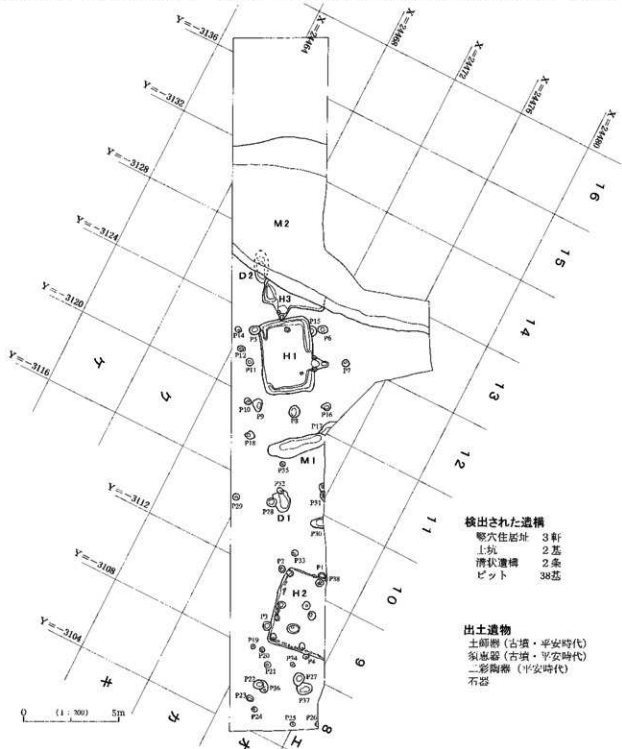 Y=-3136
Y=-3132
Y=-3128
Y=-3124
Y=-3120
Y=-3116
Y=-3112
Y=-3108
Y=-3104
X=24464
X=24468
X=24472
X=24476
X=24480
16
15
14
13
12
11
10
9
8
M2
D2
H3
P14
P5
P15
P6
H1
P12
P11
P7
P10
P9
P8
P16
P17
P18
M1
P35
P32
P29
P28
D1
P31
P30
P33
P2
P1
P38
H2
P3
P19
P20
P34
P4
P21
P22
P36
P27
P37
P23
P24
P25
P26
ケ
ク
キ
カ
オ
エ
検出された遺構
竪穴住居址 3軒
土坑 2基
溝状遺構 2条
ピット 38基
出土遺物
土師器 (古墳・平安時代)
須恵器 (古墳・平安時代)
二彩陶器 (平安時代)
石器
0 (1:200) 5m